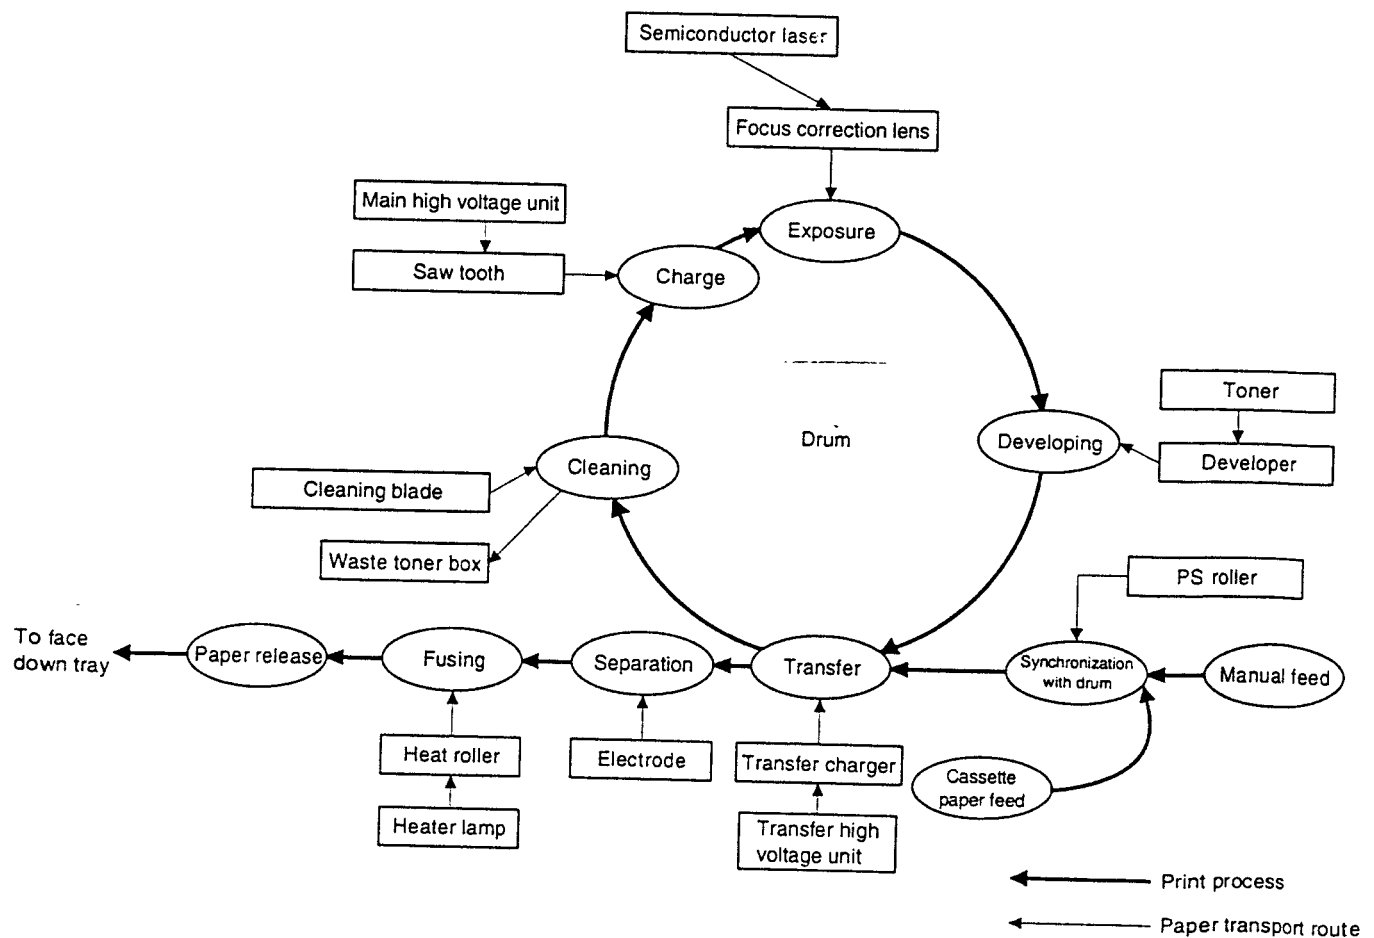 Semiconductor laser
Focus correction lens
Main high voltage unit
Exposure
Saw tooth
Charge
Toner
Drum
Developing
Developer
Cleaning
Cleaning blade
Waste toner box
PS roller
To face
down tray
Paper release
Fusing
Separation
Transfer
Synchronization
with drum
Manual feed
Heat roller
Electrode
Transfer charger
Cassette
paper feed
Heater lamp
Transfer high
voltage unit
Print process
Paper transport route